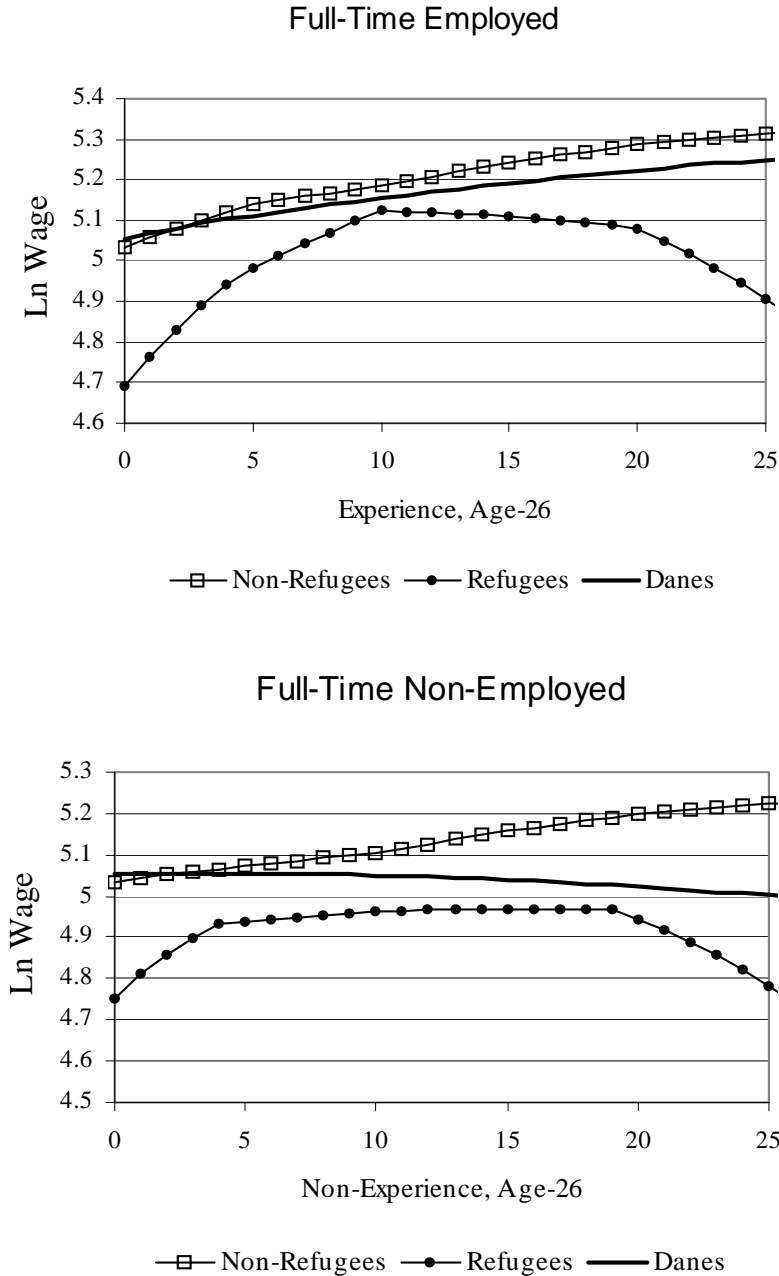 Full-Time Employed
5.4
5.3
5.2
5.1
5
4.9
4.8
4.7
4.6
Ln Wage
0 5 10 15 20 25
Experience, Age-26
Non-Refugees Refugees Danes
Full-Time Non-Employed
5.3
5.2
5.1
5
4.9
4.8
4.7
4.6
4.5
Ln Wage
0 5 10 15 20 25
Non-Experience, Age-26
Non-Refugees Refugees Danes